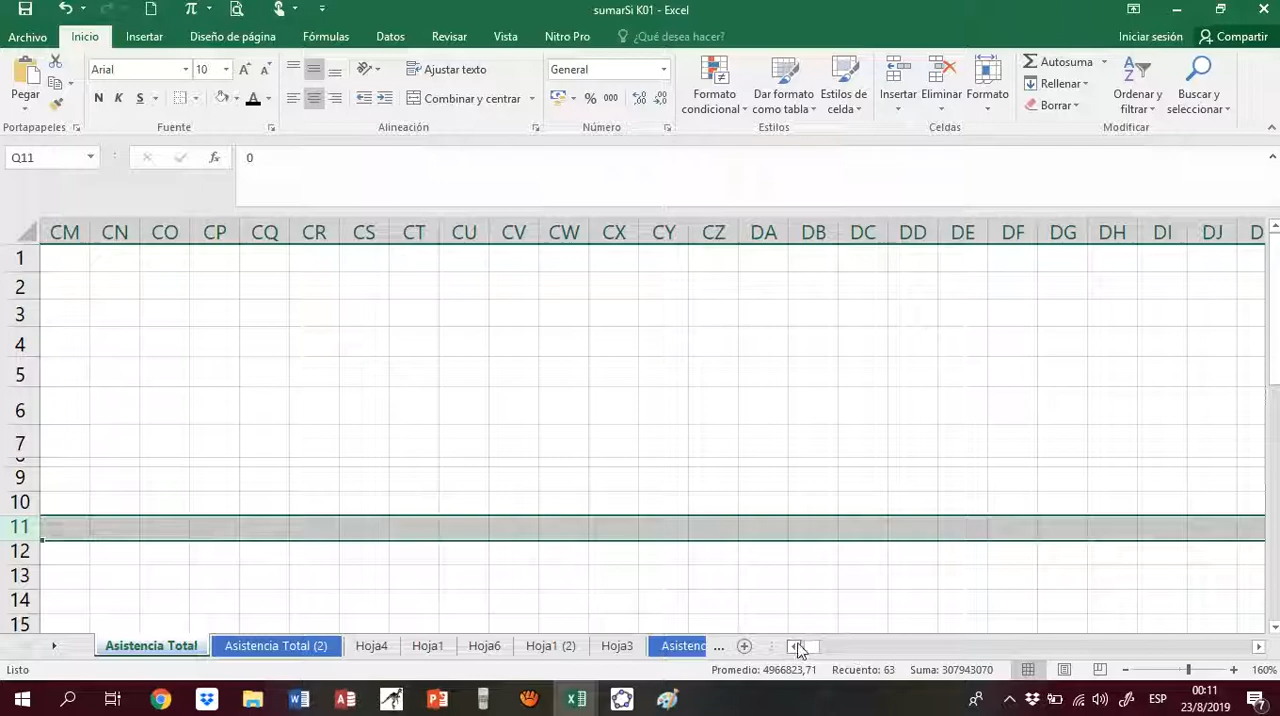 sumarSi K01 - Excel
Archivo Inicio Insertar Diseño de página Fórmulas Datos Revisar Vista Nitro Pro ¿Qué desea hacer? Iniciar sesión Compartir
Pegar
Arial 10
N K S
Ajustar texto
Combinar y centrar
General
% 000
Formato condicional
Dar formato como tabla
Estilos de celda
Insertar Eliminar Formato
Autosuma
Rellenar
Borrar
Ordenar y filtrar
Buscar y seleccionar
Portapapeles Fuente Alineación Número Estilos Celdas Modificar
Q11 fx 0
CM CN CO CP CQ CR CS CT CU CV CW CX CY CZ DA DB DC DD DE DF DG DH DI DJ D
1
2
3
4
5
6
7
9
10
11
12
13
14
15
Asistencia Total Asistencia Total (2) Hoja4 Hoja1 Hoja6 Hoja1 (2) Hoja3 Asistenc ...
Listo Promedio: 4966823,71 Recuento: 63 Suma: 307943070 160%
ESP 00:11
23/8/2019 7